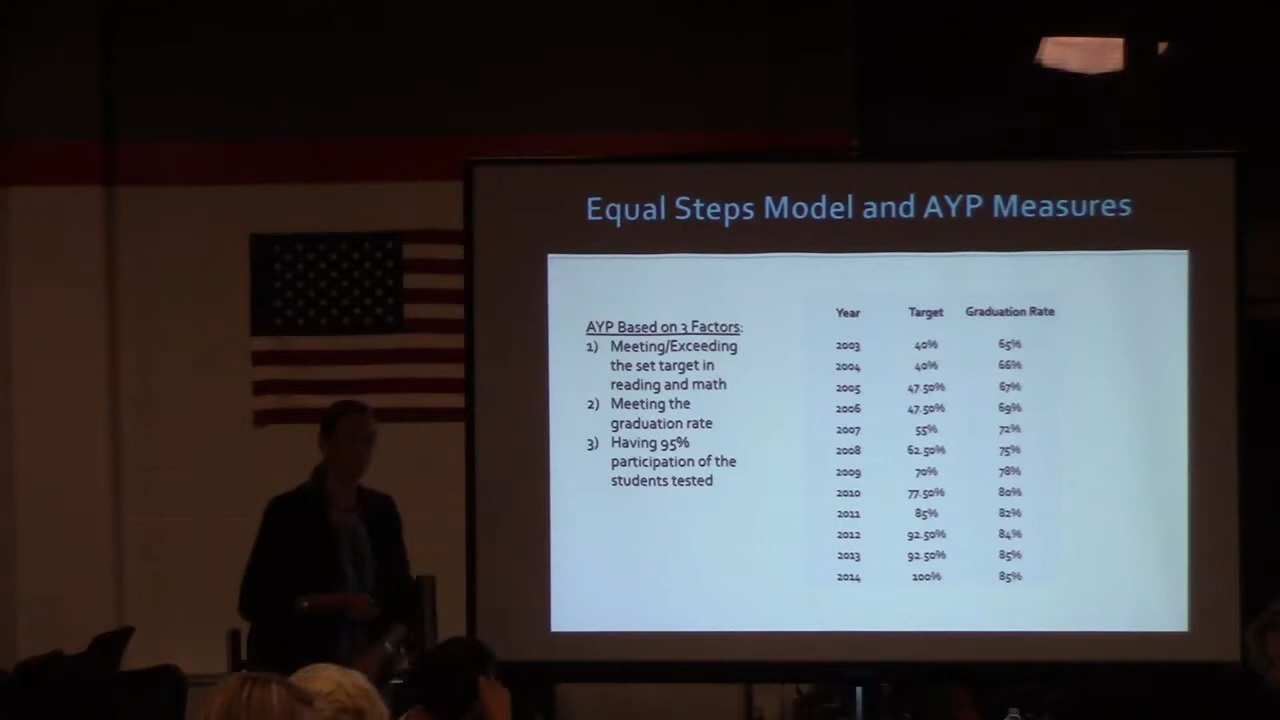 Equal Steps Model and AYP Measures
AYP Based on 3 Factors:
1) Meeting/Exceeding
the set target in
reading and math
2) Meeting the
graduation rate
3) Having 95%
participation of the
students tested
Year Target Graduation Rate
2003 40% 65%
2004 40% 66%
2005 47.50% 67%
2006 47.50% 69%
2007 55% 72%
2008 62.50% 75%
2009 70% 78%
2010 77.50% 80%
2011 85% 82%
2012 92.50% 84%
2013 92.50% 85%
2014 100% 85%